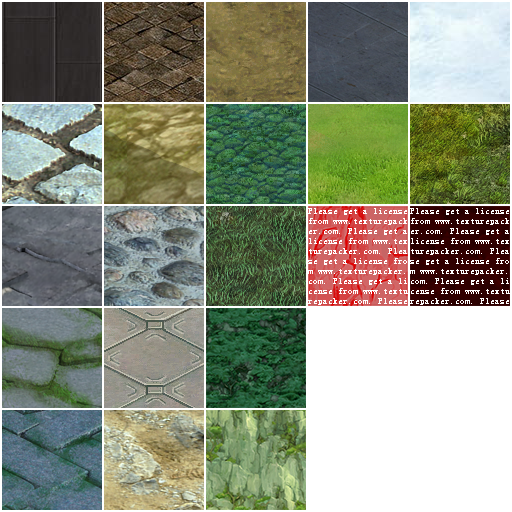 Please get a license
from www.texturepack
er.com. Please get a
license from www.tex
turepacker.com. Plea
se get a license fro
m www.texturepacker.
com. Please get a li
cense from www.textu
repacker.com. Please
Please get a license
from www.texturepack
er.com. Please get a
license from www.tex
turepacker.com. Plea
se get a license fro
m www.texturepacker.
com. Please get a li
cense from www.textu
repacker.com. Please